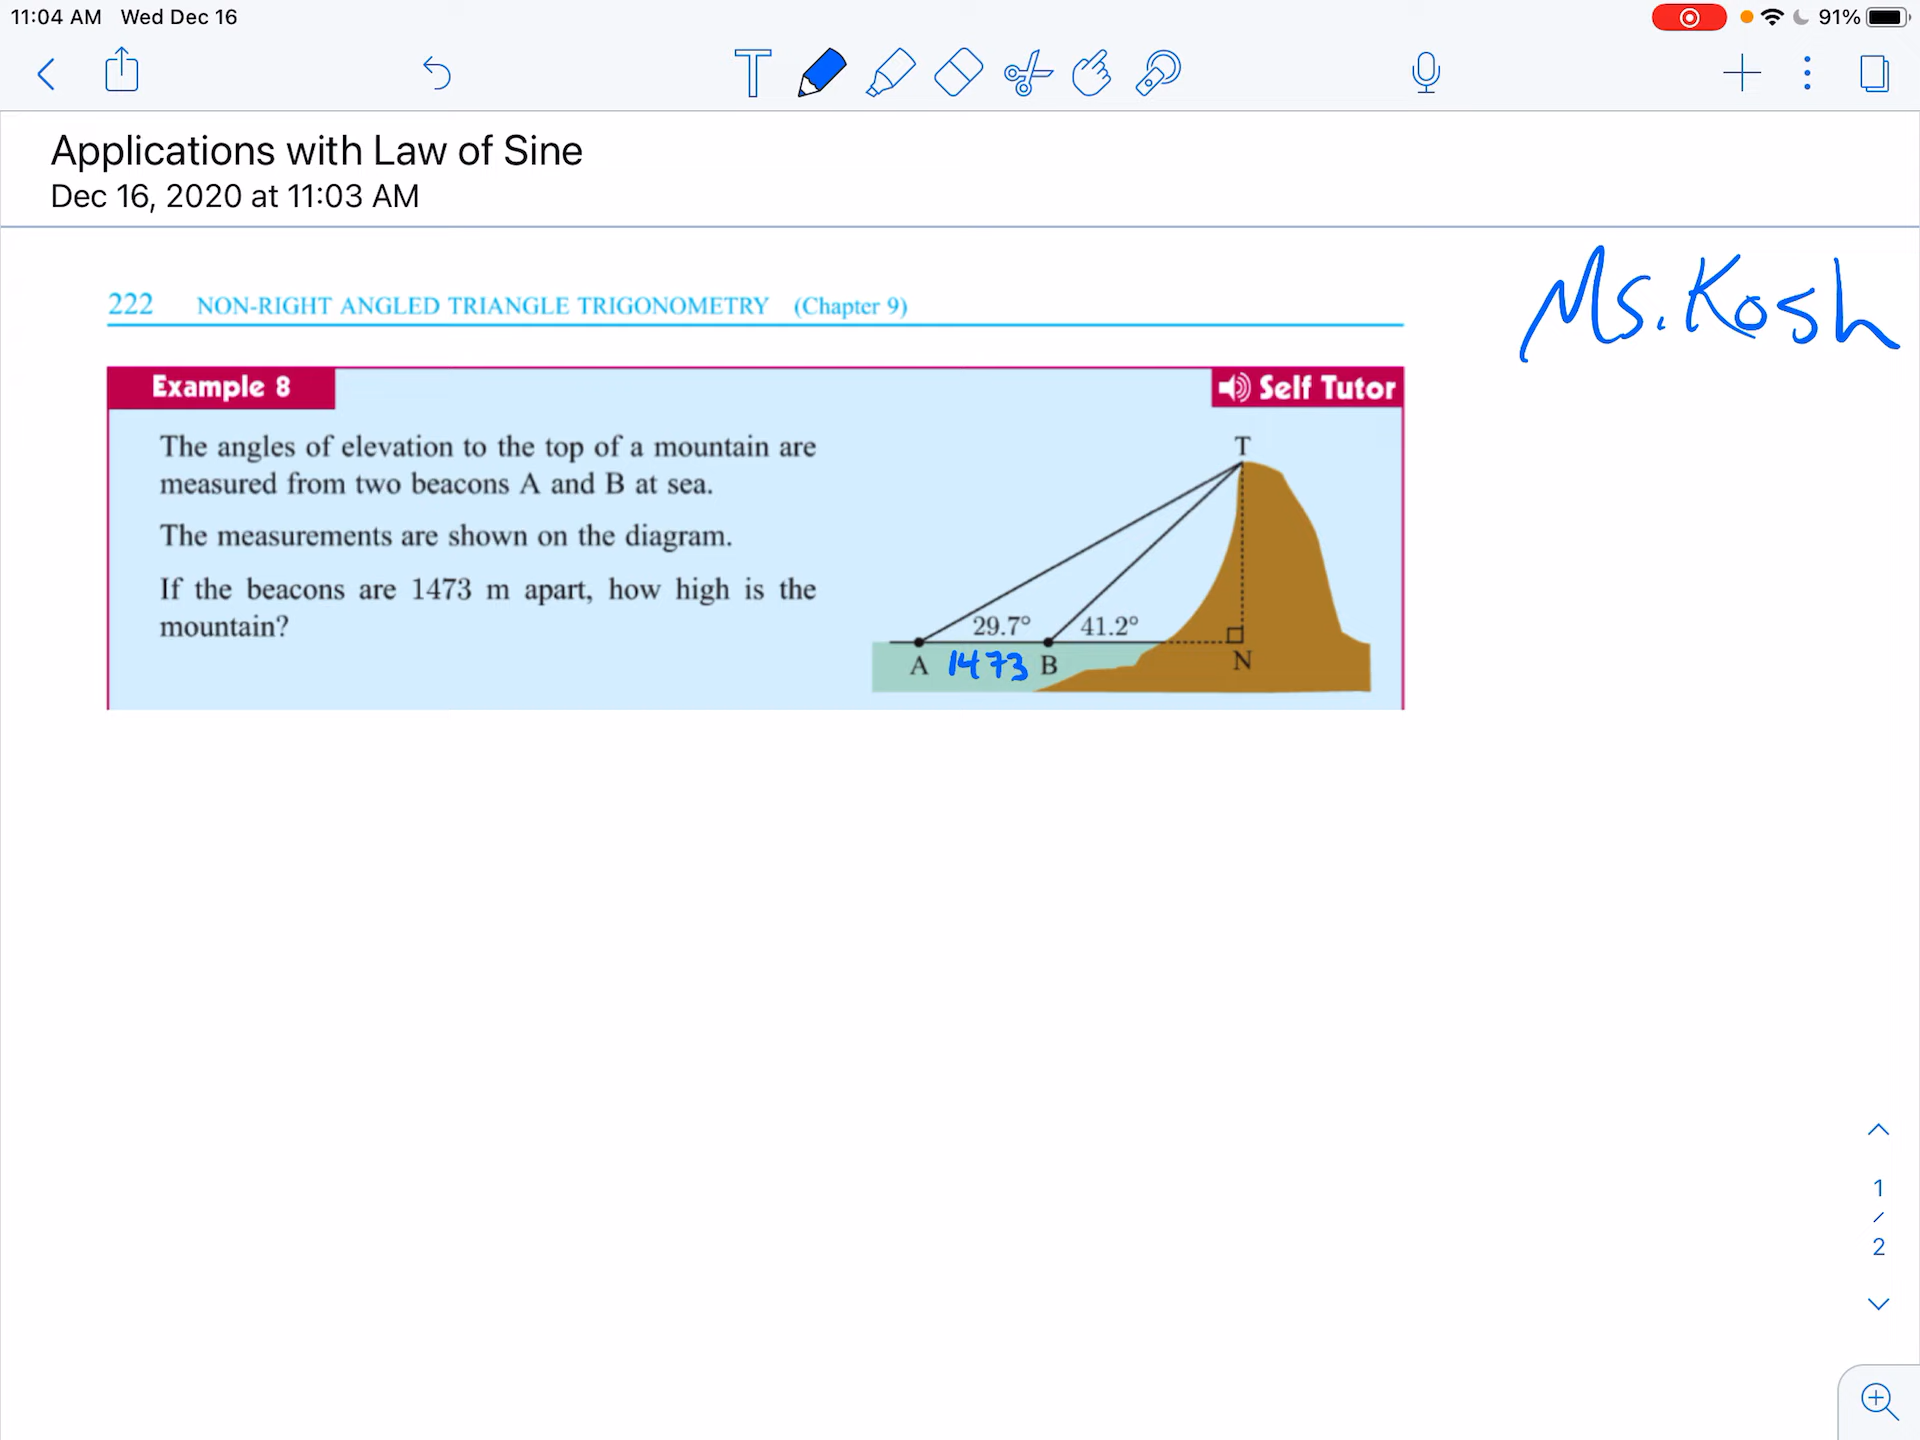 11:04 AM Wed Dec 16
91%
Applications with Law of Sine
Dec 16, 2020 at 11:03 AM
Ms. Kosh
222 NON-RIGHT ANGLED TRIANGLE TRIGONOMETRY (Chapter 9)
Example 8
Self Tutor
The angles of elevation to the top of a mountain are
measured from two beacons A and B at sea.
The measurements are shown on the diagram.
If the beacons are 1473 m apart, how high is the
mountain?
T
29.7° 41.2°
A 1473 B N
1
/
2